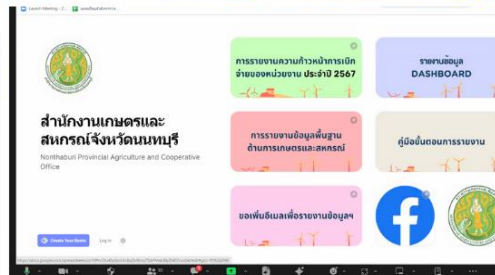 Launch Meeting - Z...
สำนักงานเกษตรและ
สหกรณ์จังหวัดนนทบุรี
Nonthaburi Provincial Agriculture and Cooperative
Office
Create Your Bento
Log In
การรายงานความก้าวหน้าการเบิก
จ่ายของหน่วยงาน ประจำปี 2567
รายงานข้อมูล
DASHBOARD
การรายงานข้อมูลพื้นฐาน
ด้านการเกษตรและสหกรณ์
คู่มือขั้นตอนการรายงาน
ขอเพิ่มอีเมลเพื่อรายงานข้อมูลฯ